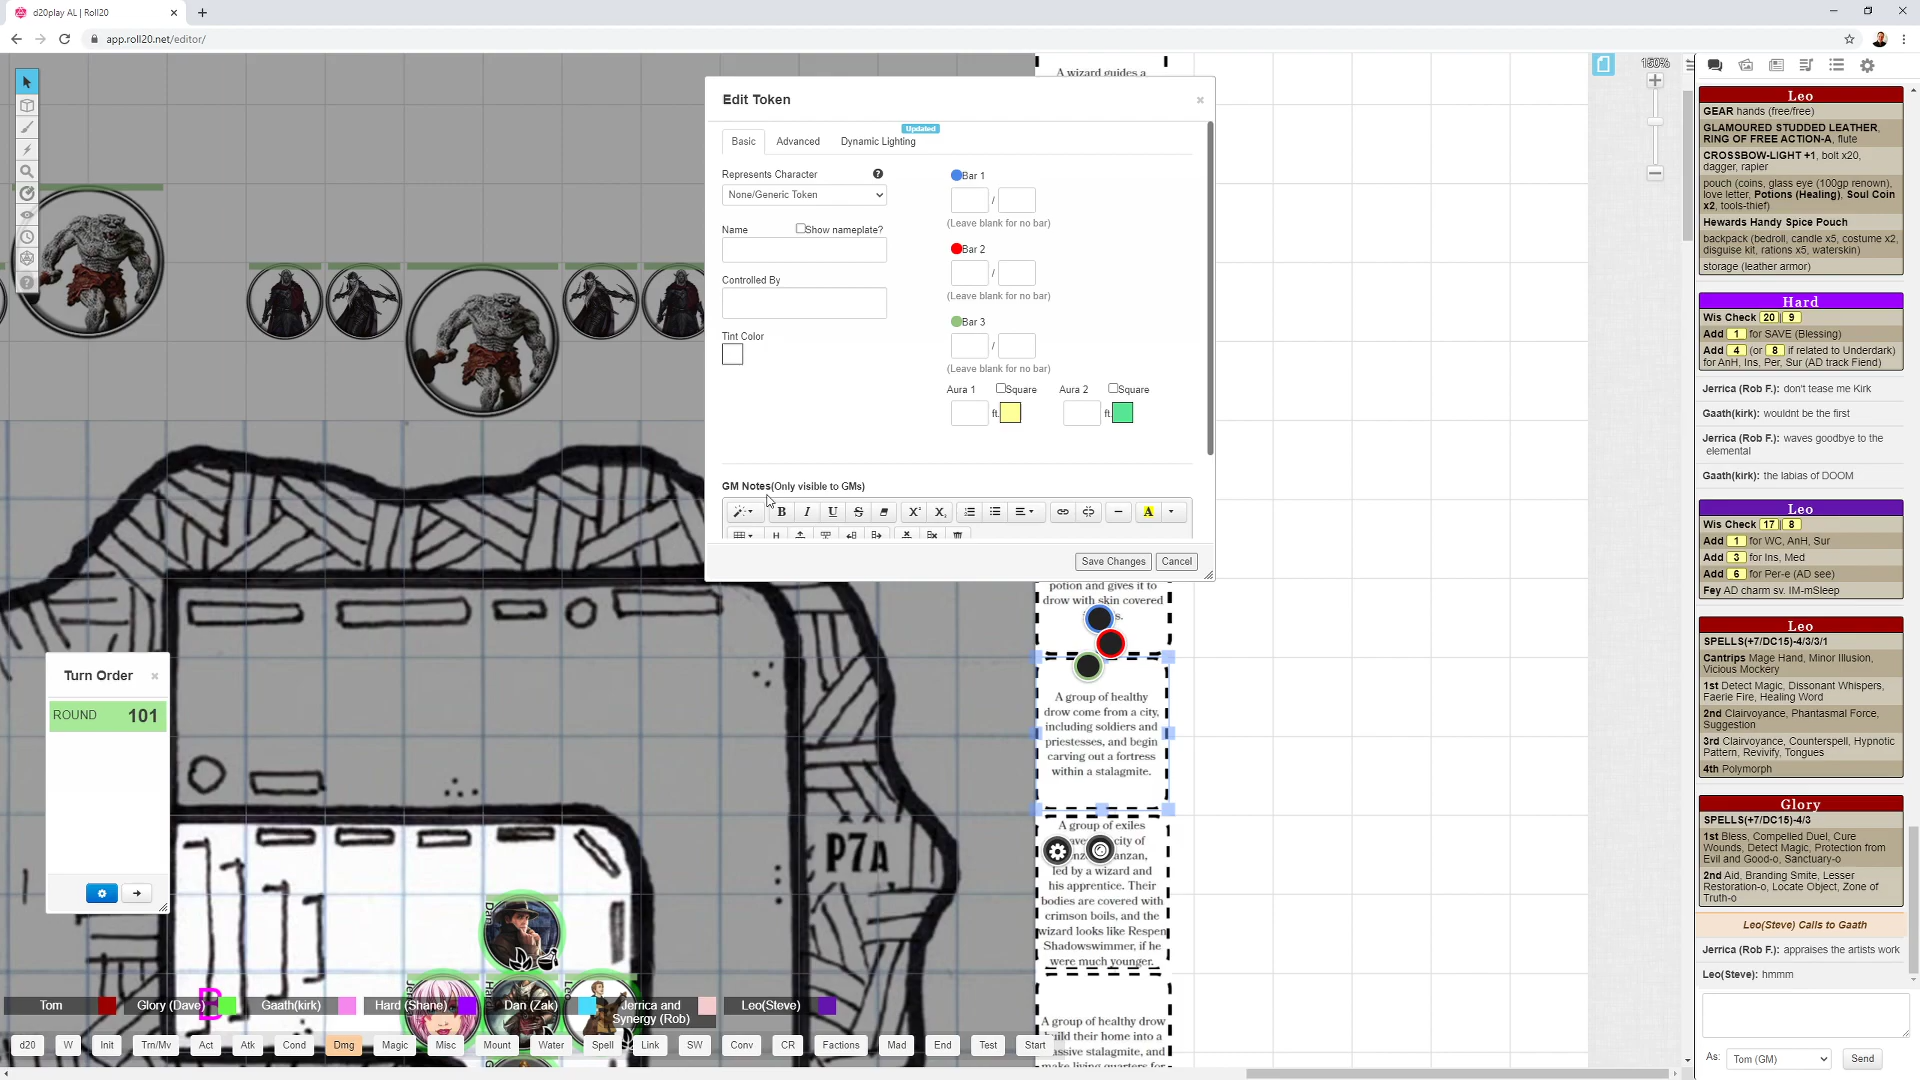 d20play AL | Roll20
app.roll20.net/editor/
150%
A wizard guides a
Edit Token
Updated
Basic
Advanced
Dynamic Lighting
Represents Character
None/Generic Token
Name
Show nameplate?
Controlled By
Tint Color
Bar 1
/
(Leave blank for no bar)
Bar 2
/
(Leave blank for no bar)
Bar 3
/
(Leave blank for no bar)
Aura 1
Square
Aura 2
Square
ft.
ft.
GM Notes(Only visible to GMs)
Save Changes
Cancel
potion and gives it to
drow with skin covered
A group of healthy
drow come from a city,
including soldiers and
priestesses, and begin
carving out a fortress
within a stalagmite.
A group of exiles
city of
led by a wizard and
his apprentice. Their
bodies are covered with
crimson boils, and the
wizard looks like Respen
Shadowswimmer, if he
were much younger.
A group of healthy drow
build their home into a
massive stalagmite, and
make living quarters for
P7A
Turn Order
ROUND 101
Tom
Glory (Dave)
Gaath(kirk)
Hard (Shane)
Dan (Zak)
Jerrica and
Synergy (Rob)
Leo(Steve)
d20
W
Init
Trn/Mv
Act
Atk
Cond
Dmg
Magic
Misc
Mount
Water
Spell
Link
SW
Conv
CR
Factions
Mad
End
Test
Start
Leo
GEAR hands (free/free)
GLAMOURED STUDDED LEATHER,
RING OF FREE ACTION-A, flute
CROSSBOW-LIGHT +1, bolt x20,
dagger, rapier
pouch (coins, glass eye (100gp renown),
love letter, Potions (Healing), Soul Coin
x2, tools-thief)
Hewards Handy Spice Pouch
backpack (bedroll, candle x5, costume x2,
disguise kit, rations x5, waterskin)
storage (leather armor)
Hard
Wis Check 20 || 9
Add 1 for SAVE (Blessing)
Add 4 (or 8 if related to Underdark)
for AnH, Ins, Per, Sur (AD track Fiend)
Jerrica (Rob F.): don't tease me Kirk
Gaath(kirk): wouldnt be the first
Jerrica (Rob F.): waves goodbye to the
elemental
Gaath(kirk): the labias of DOOM
Leo
Wis Check 17 || 8
Add 1 for WC, AnH, Sur
Add 3 for Ins, Med
Add 6 for Per-e (AD see)
Fey AD charm sv. IM-mSleep
Leo
SPELLS(+7/DC15)-4/3/3/1
Cantrips Mage Hand, Minor Illusion,
Vicious Mockery
1st Detect Magic, Dissonant Whispers,
Faerie Fire, Healing Word
2nd Clairvoyance, Phantasmal Force,
Suggestion
3rd Clairvoyance, Counterspell, Hypnotic
Pattern, Revivify, Tongues
4th Polymorph
Glory
SPELLS(+7/DC15)-4/3
1st Bless, Compelled Duel, Cure
Wounds, Detect Magic, Protection from
Evil and Good-o, Sanctuary-o
2nd Aid, Branding Smite, Lesser
Restoration-o, Locate Object, Zone of
Truth-o
Leo(Steve) Calls to Gaath
Jerrica (Rob F.): appraises the artists work
Leo(Steve): hmmm
As:
Tom (GM)
Send